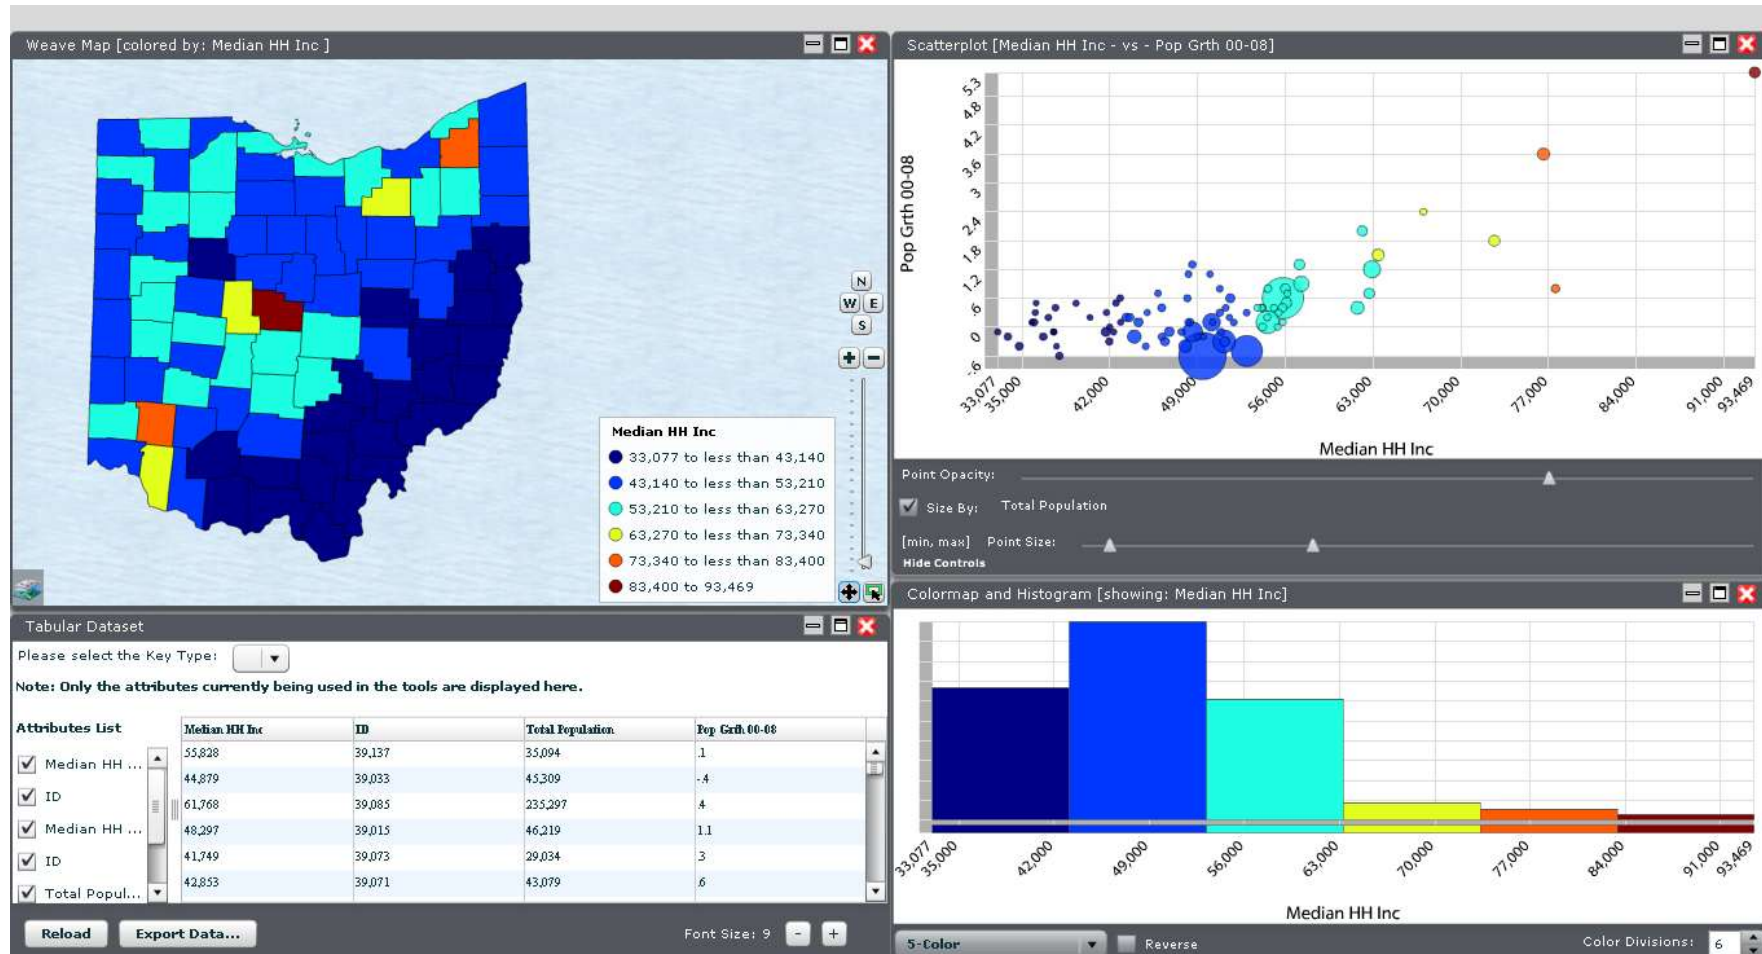 Weave Map [colored by: Median HH Inc ]
N
W E
S
Median HH Inc
33,077 to less than 43,140
43,140 to less than 53,210
53,210 to less than 63,270
63,270 to less than 73,340
73,340 to less than 83,400
83,400 to 93,469
Scatterplot [Median HH Inc - vs - Pop Grth 00-08]
Pop Grth 00-08
5.3
4.8
4.2
3.6
3
2.4
1.8
1.2
.6
0
-.6
33,077 35,000 42,000 49,000 56,000 63,000 70,000 77,000 84,000 91,000 93,469
Median HH Inc
Point Opacity:
Size By: Total Population
[min, max] Point Size:
Hide Controls
Tabular Dataset
Please select the Key Type:
Note: Only the attributes currently being used in the tools are displayed here.
Attributes List
Median HH ...
ID
Median HH ...
ID
Total Popul...
Median HH Inc ID Total Population Pop Grth 00-08
55,828 39,137 35,094 .1
44,879 39,033 45,309 -.4
61,768 39,085 235,297 .4
48,297 39,015 46,219 1.1
41,749 39,073 29,034 .3
42,853 39,071 43,079 .6
Reload Export Data... Font Size: 9 - +
Colormap and Histogram [showing: Median HH Inc]
33,077 35,000 42,000 49,000 56,000 63,000 70,000 77,000 84,000 91,000 93,469
Median HH Inc
5-Color Reverse Color Divisions: 6